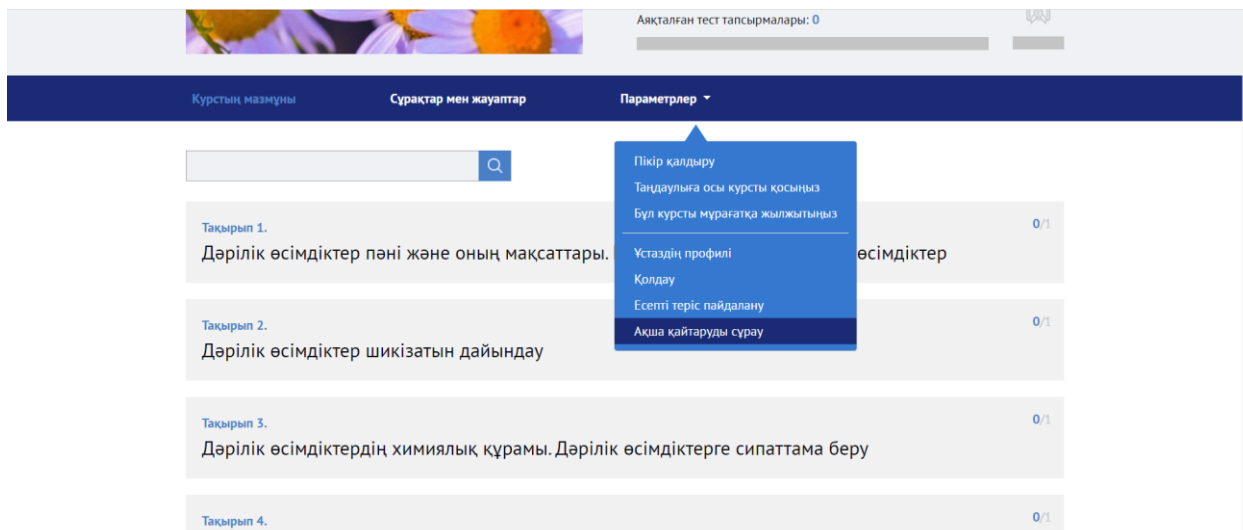 Аяқталған тест тапсырмалары: 0
Курстың мазмұны
Сұрақтар мен жауаптар
Параметрлер
Пікір қалдыру
Таңдаулыға осы курсты қосыңыз
Бұл курсты мұрағатқа жылжытыңыз
Ұстаздің профилі
Қолдау
Есепті теріс пайдалану
Ақша қайтаруды сұрау
Тақырып 1.
0/1
Дәрілік өсімдіктер пәні және оның мақсаттары. өсімдіктер
Тақырып 2.
0/1
Дәрілік өсімдіктер шикізатын дайындау
Тақырып 3.
0/1
Дәрілік өсімдіктердің химиялық құрамы. Дәрілік өсімдіктерге сипаттама беру
Тақырып 4.
0/1